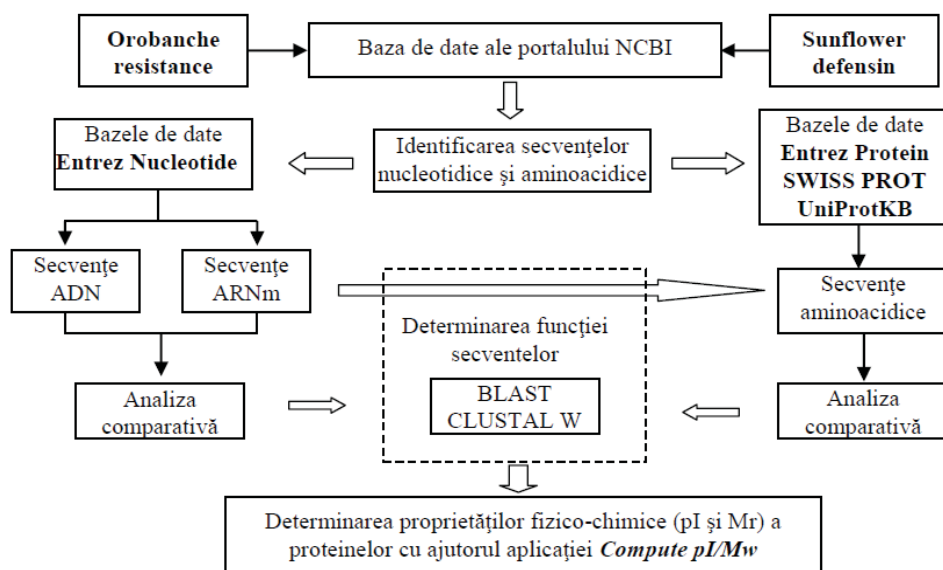 Orobanche
resistance
Baza de date ale portalului NCBI
Sunflower
defensin
Bazele de date
Entrez Nucleotide
Identificarea secvenţelor
nucleotidice şi aminoacidice
Bazele de date
Entrez Protein
SWISS PROT
UniProtKB
Secvenţe
ADN
Secvenţe
ARNm
Secvenţe
aminoacidice
Determinarea funcţiei
secventelor
BLAST
CLUSTAL W
Analiza
comparativă
Analiza
comparativă
Determinarea proprietăţilor fizico-chimice (pI şi Mr) a
proteinelor cu ajutorul aplicaţiei Compute pI/Mw